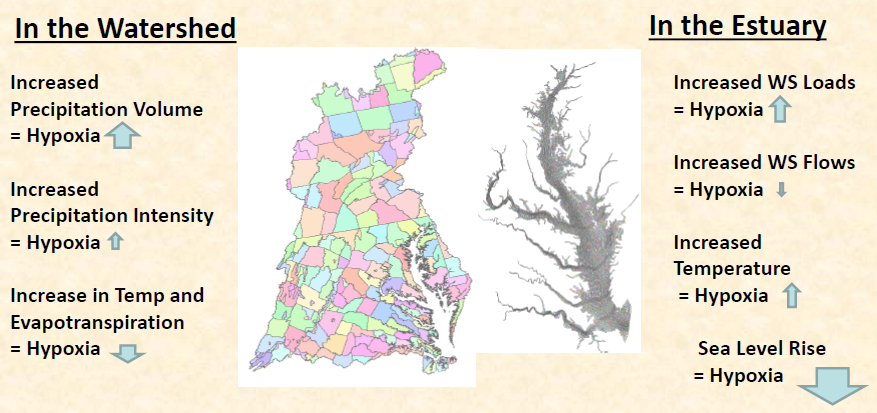 In the Watershed
Increased
Precipitation Volume
= Hypoxia
Increased
Precipitation Intensity
= Hypoxia
Increase in Temp and
Evapotranspiration
= Hypoxia
In the Estuary
Increased WS Loads
= Hypoxia
Increased WS Flows
= Hypoxia
Increased
Temperature
= Hypoxia
Sea Level Rise
= Hypoxia